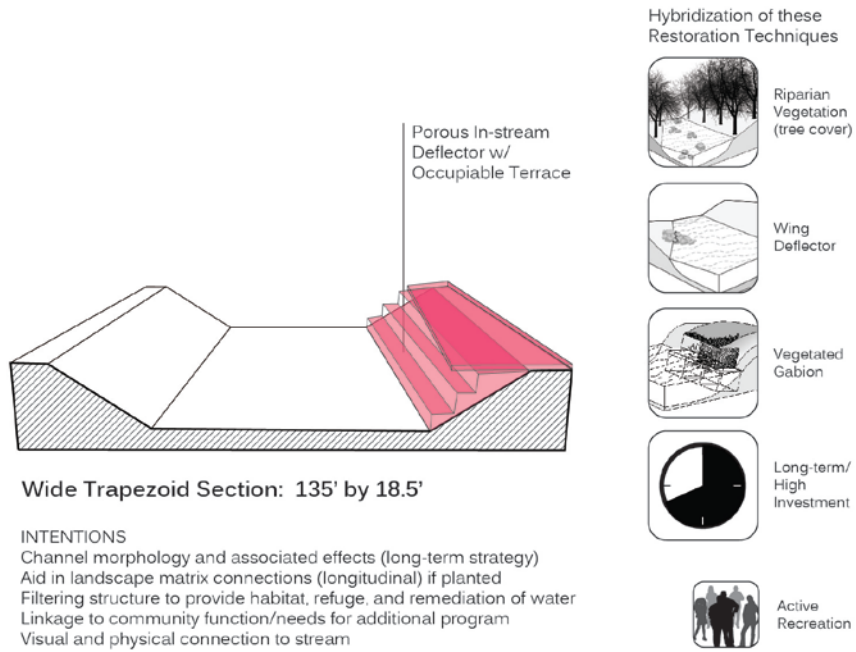 Hybridization of these
Restoration Techniques
Riparian
Vegetation
(tree cover)
Porous In-stream
Deflector w/
Occupiable Terrace
Wing
Deflector
Vegetated
Gabion
Long-term/
High
Investment
Wide Trapezoid Section: 135' by 18.5'
INTENTIONS
Channel morphology and associated effects (long-term strategy)
Aid in landscape matrix connections (longitudinal) if planted
Filtering structure to provide habitat, refuge, and remediation of water
Linkage to community function/needs for additional program
Visual and physical connection to stream
Active
Recreation